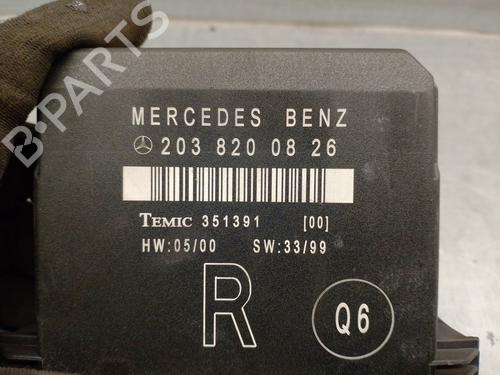 B-PARTS
MERCEDES BENZ
203 820 08 26
TEMIC 351391 [00]
HW:05/00 SW:33/99
R
Q6